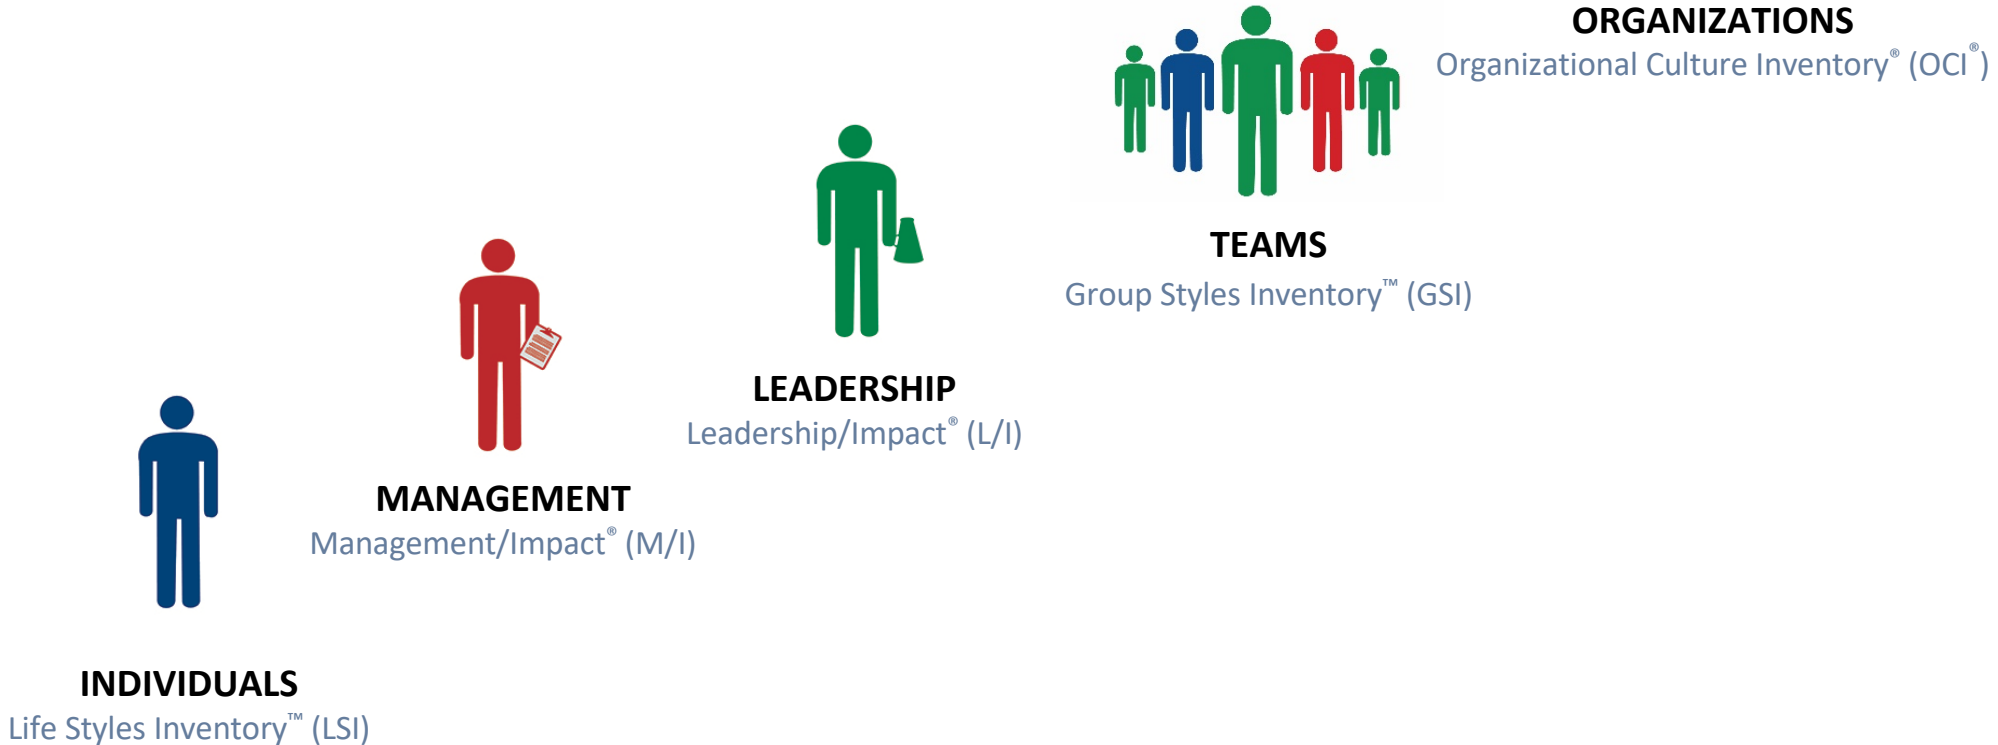 ORGANIZATIONS
Organizational Culture Inventory® (OCI®)
TEAMS
Group Styles Inventory™ (GSI)
LEADERSHIP
Leadership/Impact® (L/I)
MANAGEMENT
Management/Impact® (M/I)
INDIVIDUALS
Life Styles Inventory™ (LSI)